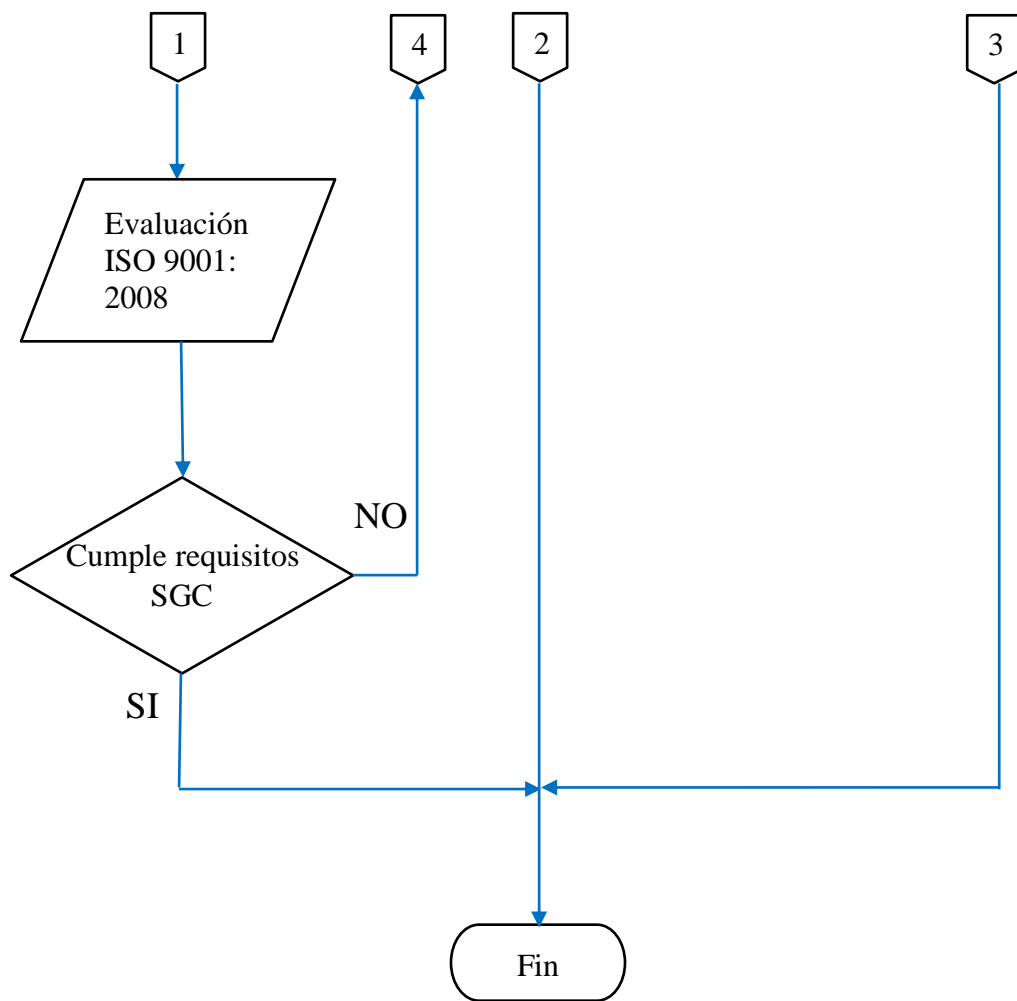 1
4
2
3
Evaluación
ISO 9001:
2008
NO
Cumple requisitos
SGC
SI
Fin